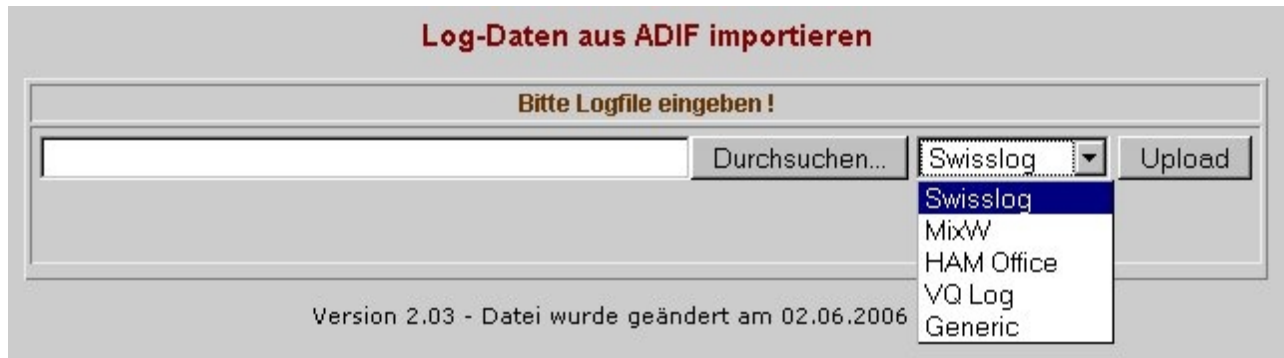 Log-Daten aus ADIF importieren
Bitte Logfile eingeben !
Durchsuchen... Swisslog Upload
Swisslog
MixW
HAM Office
VQ Log
Generic
Version 2.03 - Datei wurde geändert am 02.06.2006